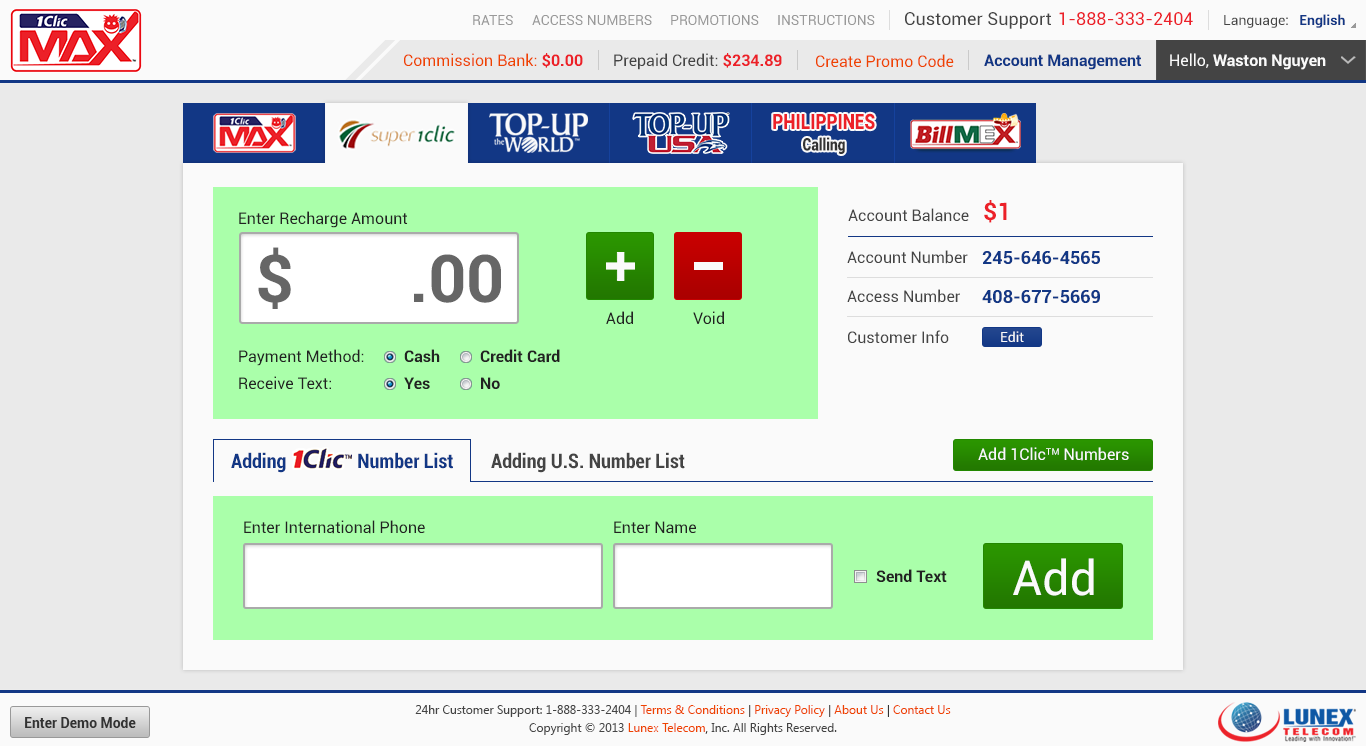 1Clic
MAX™
RATES ACCESS NUMBERS PROMOTIONS INSTRUCTIONS Customer Support 1-888-333-2404 Language: English
Commission Bank: $0.00 Prepaid Credit: $234.89 Create Promo Code Account Management Hello, Waston Nguyen
1Clic MAX super 1clic TOP-UP the WORLD™ TOP-UP USA PHILIPPINES Calling BillMEX
Enter Recharge Amount
$ .00
Add Void
Payment Method: Cash Credit Card
Receive Text: Yes No
Account Balance $1
Account Number 245-646-4565
Access Number 408-677-5669
Customer Info Edit
Adding 1Clic™ Number List Adding U.S. Number List Add 1Clic™ Numbers
Enter International Phone Enter Name
Send Text Add
Enter Demo Mode
24hr Customer Support: 1-888-333-2404 | Terms & Conditions | Privacy Policy | About Us | Contact Us
Copyright © 2013 Lunex Telecom, Inc. All Rights Reserved.
LUNEX
TELECOM
Leading with Innovation!